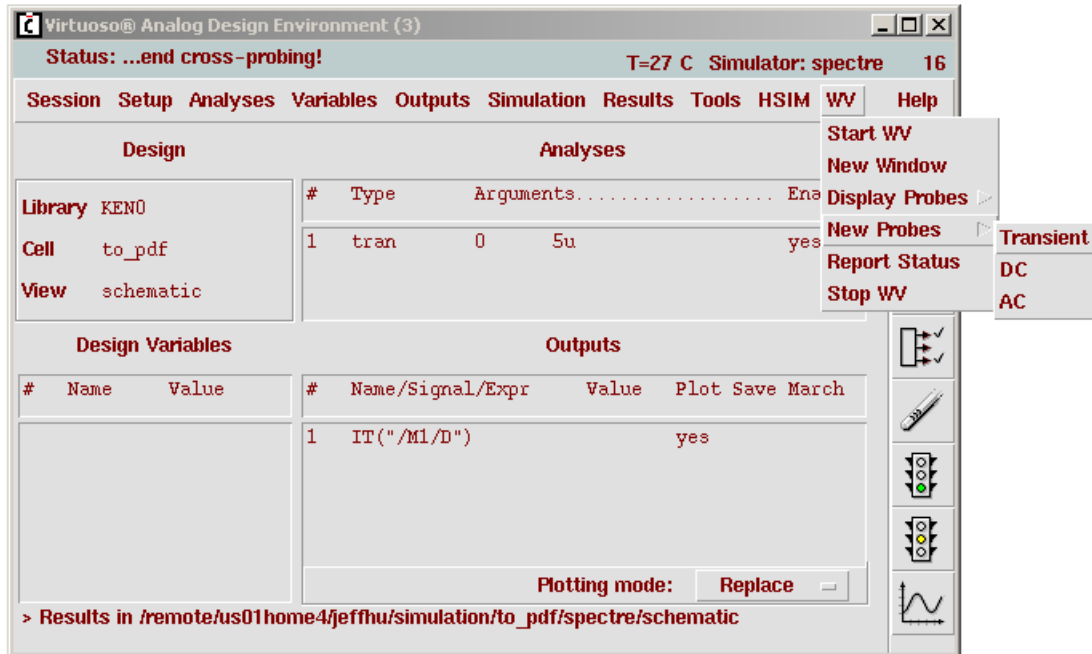 Virtuoso® Analog Design Environment (3)
Status: ...end cross-probing!
T=27 C Simulator: spectre 16
Session Setup Analyses Variables Outputs Simulation Results Tools HSIM WV Help
Start WV
New Window
Display Probes
New Probes
Report Status
Stop WV
Transient
DC
AC
Design
Library KEN0
Cell to_pdf
View schematic
Analyses
# Type Arguments................... Ena
1 tran 0 5u yes
Design Variables
# Name Value
Outputs
# Name/Signal/Expr Value Plot Save March
1 IT("/M1/D") yes
Plotting mode: Replace
> Results in /remote/us01home4/jeffhu/simulation/to_pdf/spectre/schematic